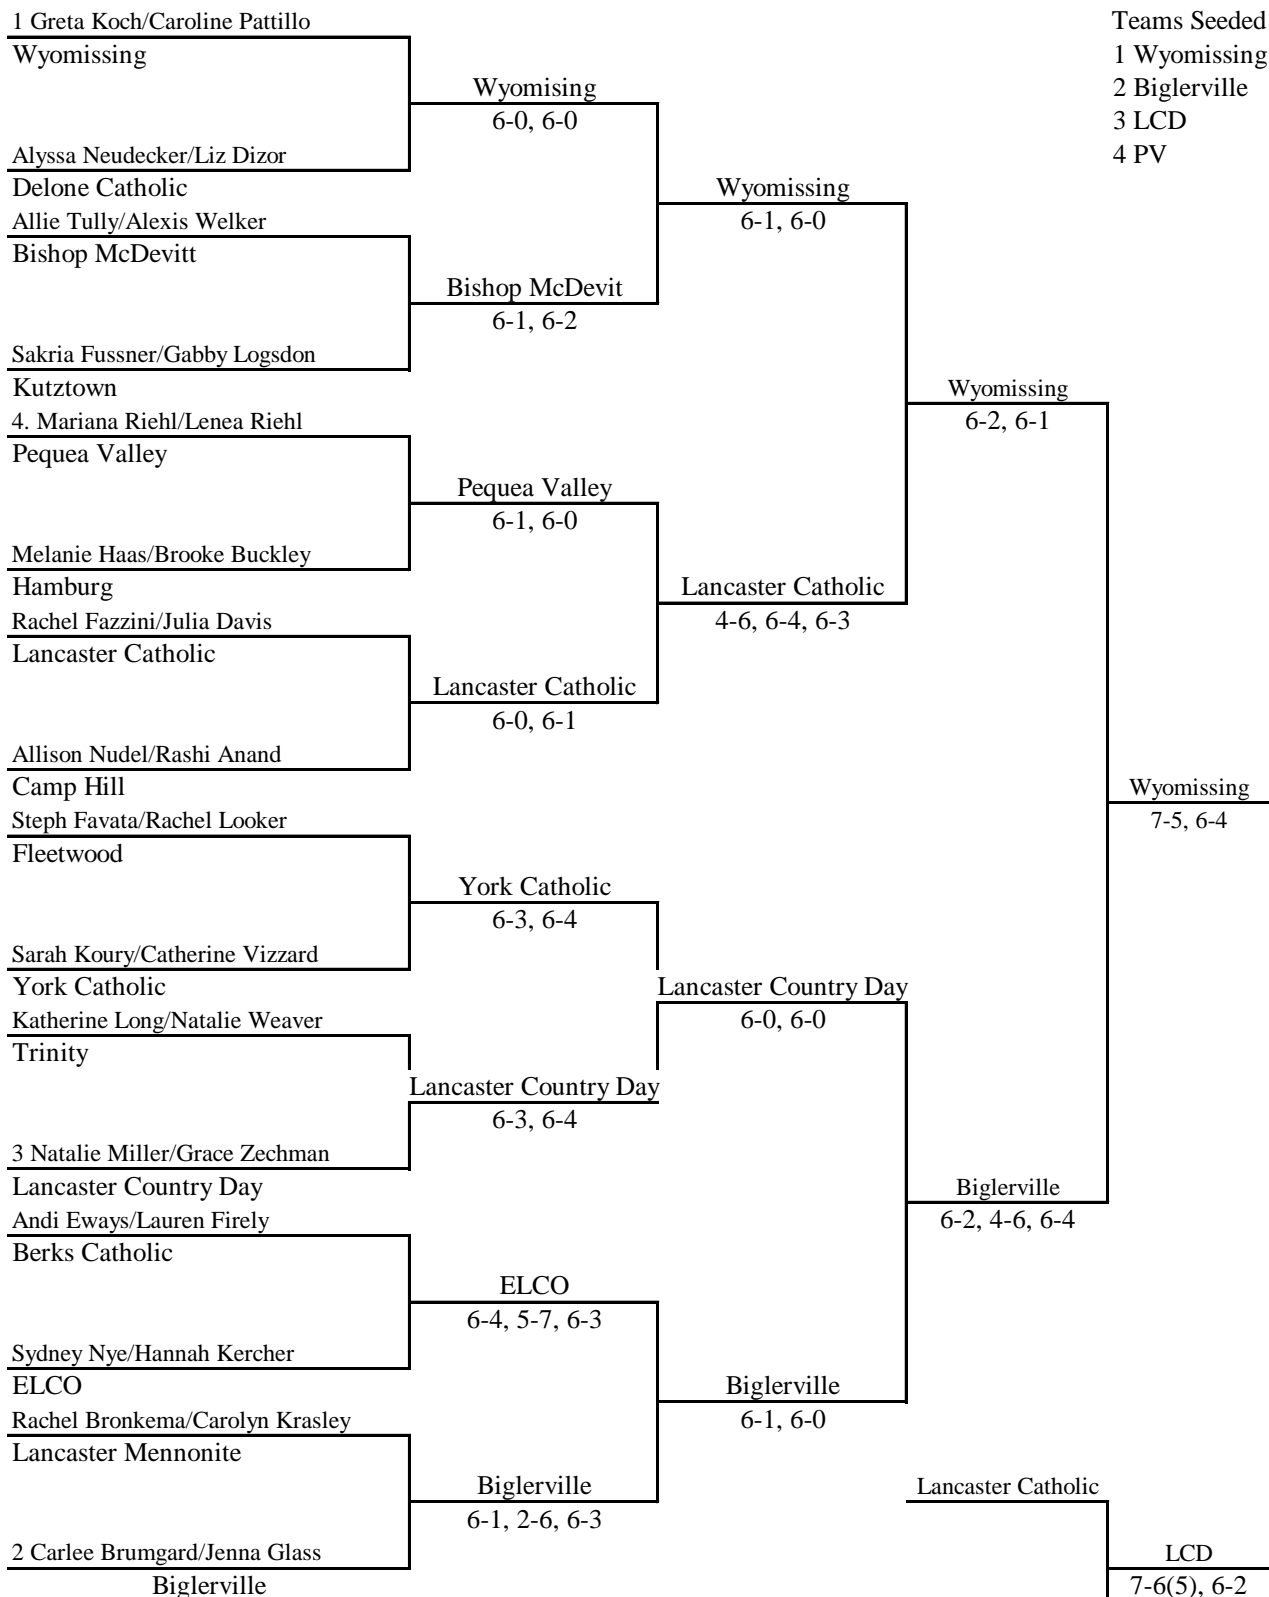 1 Greta Koch/Caroline Pattillo
Teams Seeded
Wyomissing
1 Wyomissing
Wyomising
2 Biglerville
6-0, 6-0
3 LCD
Alyssa Neudecker/Liz Dizor
4 PV
Delone Catholic
Wyomissing
Allie Tully/Alexis Welker
6-1, 6-0
Bishop McDevitt
Bishop McDevit
6-1, 6-2
Sakria Fussner/Gabby Logsdon
Kutztown
Wyomissing
4. Mariana Riehl/Lenea Riehl
6-2, 6-1
Pequea Valley
Pequea Valley
6-1, 6-0
Melanie Haas/Brooke Buckley
Hamburg
Lancaster Catholic
Rachel Fazzini/Julia Davis
4-6, 6-4, 6-3
Lancaster Catholic
Lancaster Catholic
6-0, 6-1
Allison Nudel/Rashi Anand
Camp Hill
Wyomissing
Steph Favata/Rachel Looker
7-5, 6-4
Fleetwood
York Catholic
6-3, 6-4
Sarah Koury/Catherine Vizzard
York Catholic
Lancaster Country Day
Katherine Long/Natalie Weaver
6-0, 6-0
Trinity
Lancaster Country Day
6-3, 6-4
3 Natalie Miller/Grace Zechman
Lancaster Country Day
Biglerville
Andi Eways/Lauren Firely
6-2, 4-6, 6-4
Berks Catholic
ELCO
6-4, 5-7, 6-3
Sydney Nye/Hannah Kercher
ELCO
Biglerville
Rachel Bronkema/Carolyn Krasley
6-1, 6-0
Lancaster Mennonite
Biglerville
Lancaster Catholic
6-1, 2-6, 6-3
2 Carlee Brumgard/Jenna Glass
LCD
Biglerville
7-6(5), 6-2